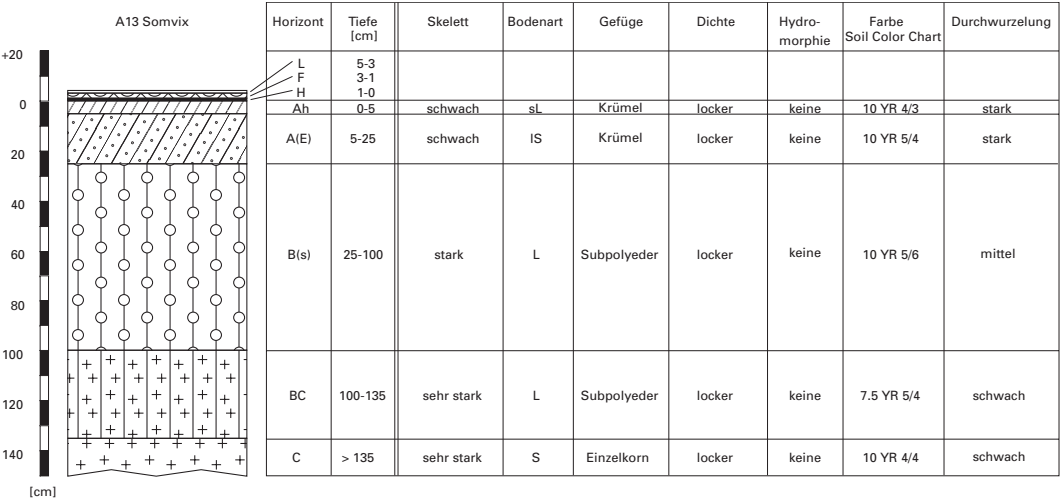 A13 Somvix
Horizont Tiefe [cm] Skelett Bodenart Gefüge Dichte Hydro-morphie Farbe Soil Color Chart Durchwurzelung
L 5-3
F 3-1
H 1-0
Ah 0-5 schwach sL Krümel locker keine 10 YR 4/3 stark
A(E) 5-25 schwach lS Krümel locker keine 10 YR 5/4 stark
B(s) 25-100 stark L Subpolyeder locker keine 10 YR 5/6 mittel
BC 100-135 sehr stark L Subpolyeder locker keine 7.5 YR 5/4 schwach
C > 135 sehr stark S Einzelkorn locker keine 10 YR 4/4 schwach
+20
0
20
40
60
80
100
120
140
[cm]